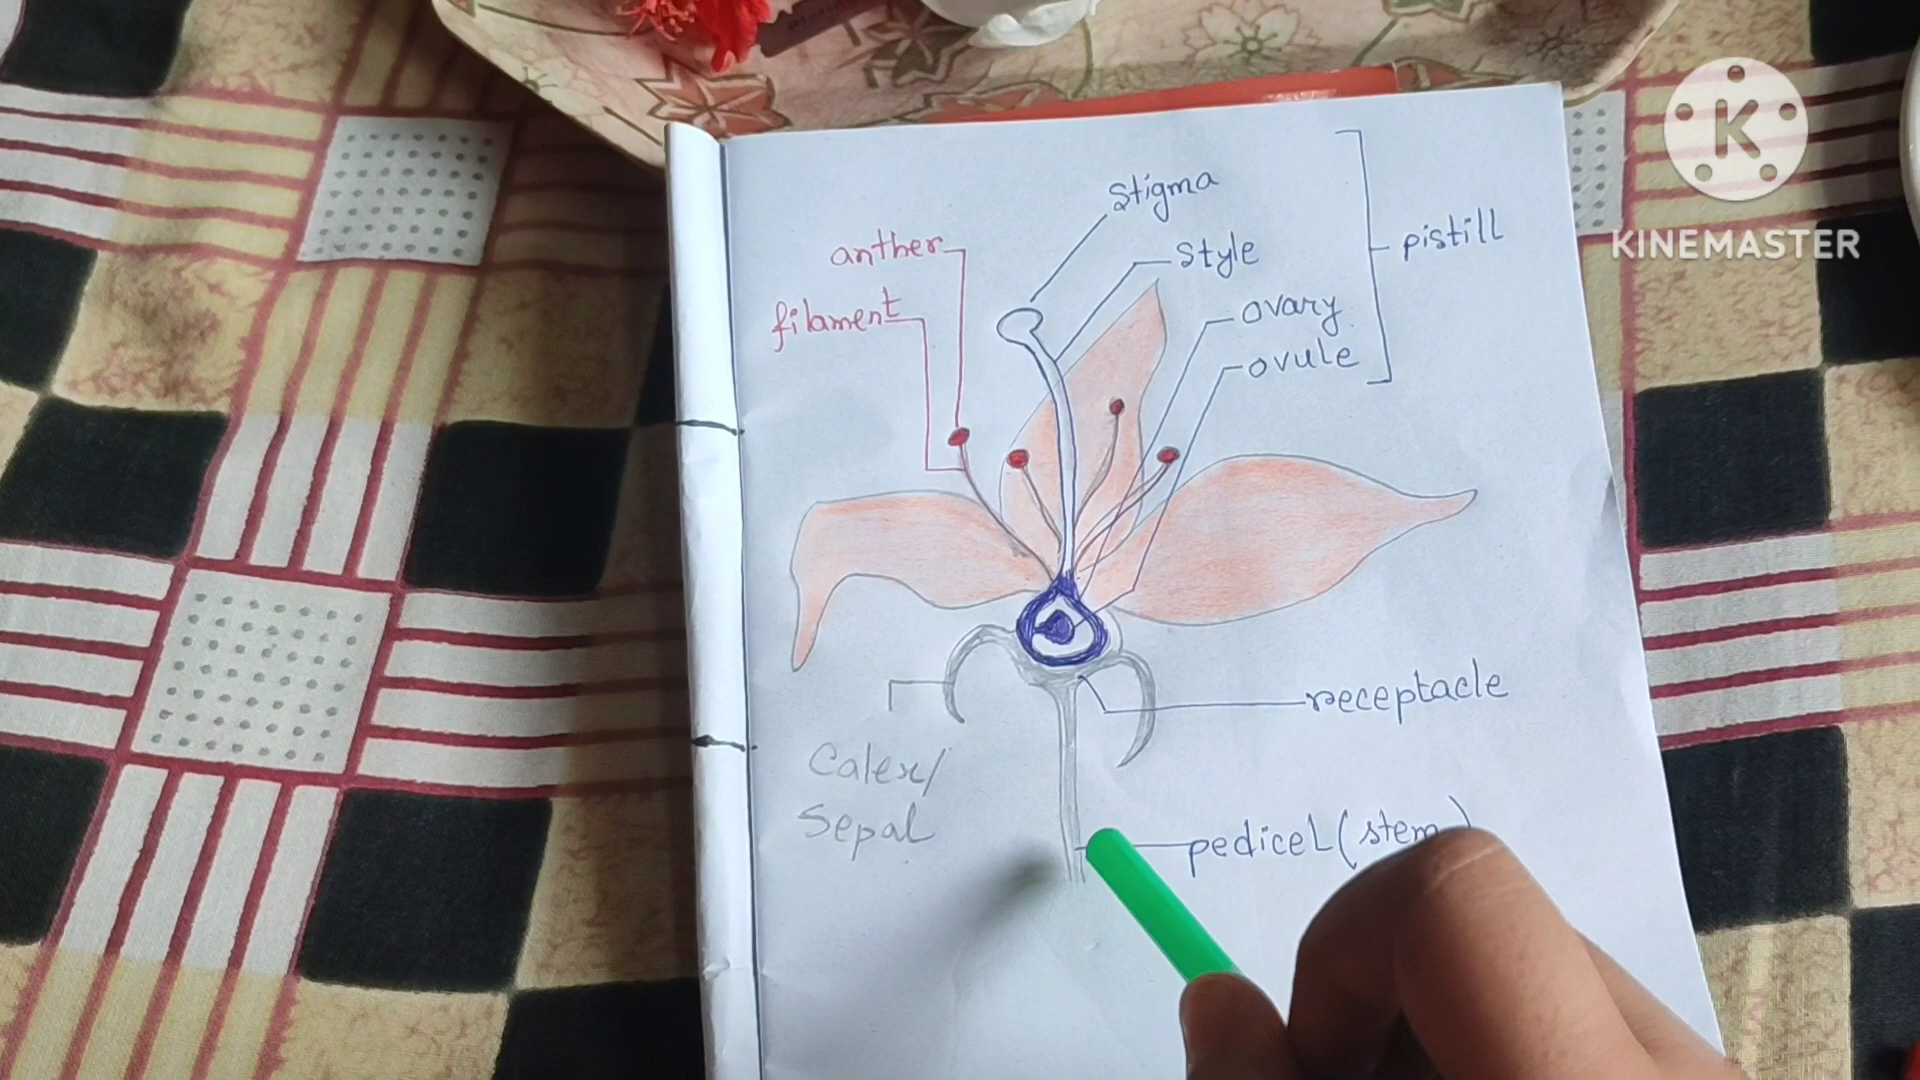 K
KINEMASTER
stigma
anther
style
pistill
filament
ovary
ovule
receptacle
Calex/
Sepal
pedicel (stem)